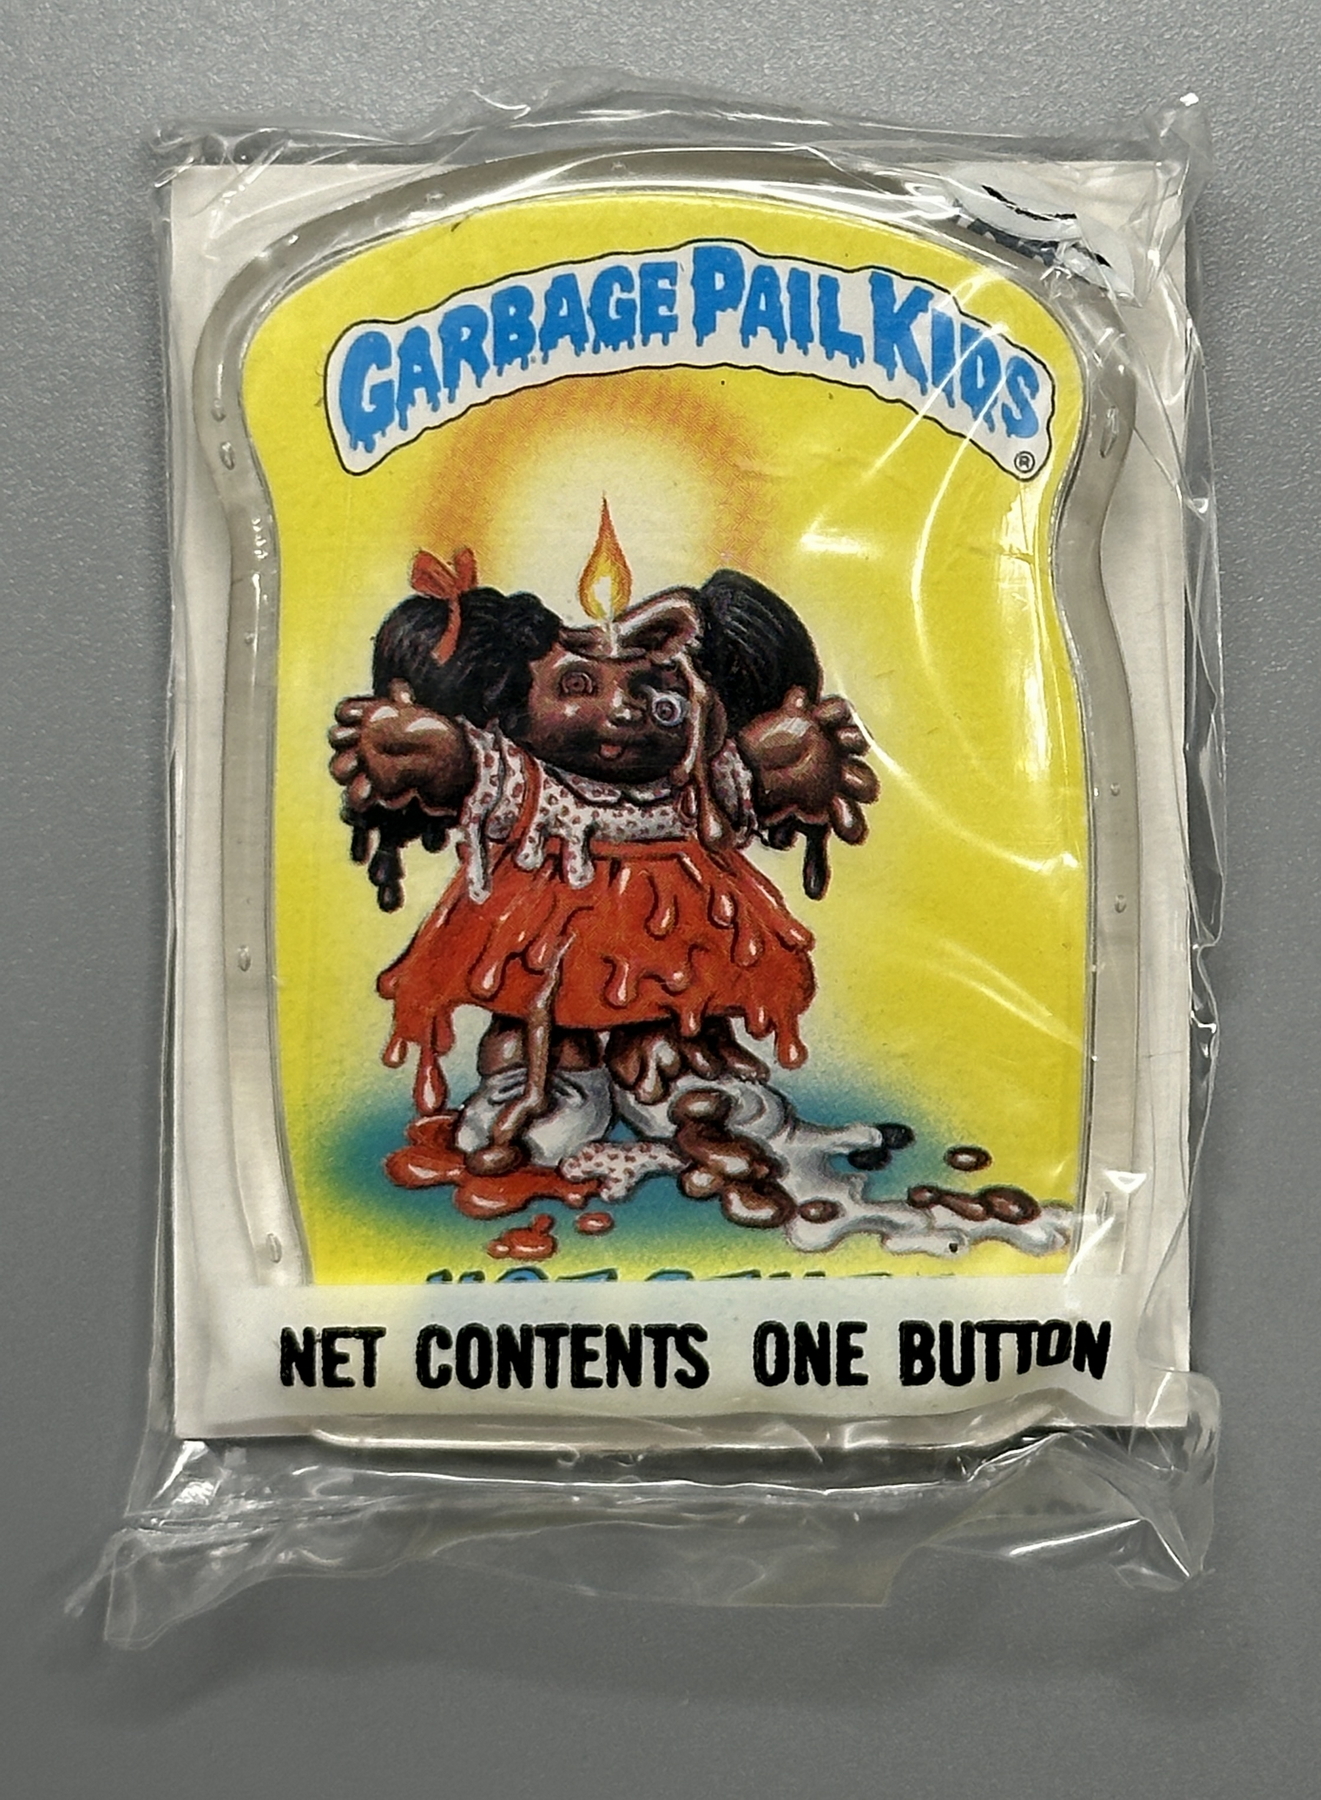 GARBAGE PAIL KIDS®
NET CONTENTS ONE BUTTON